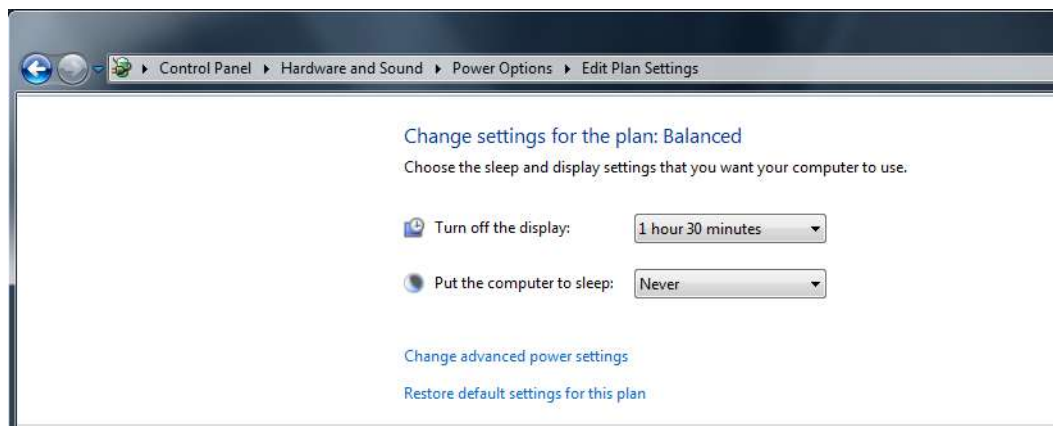 Control Panel ▸ Hardware and Sound ▸ Power Options ▸ Edit Plan Settings
Change settings for the plan: Balanced
Choose the sleep and display settings that you want your computer to use.
Turn off the display: 1 hour 30 minutes
Put the computer to sleep: Never
Change advanced power settings
Restore default settings for this plan